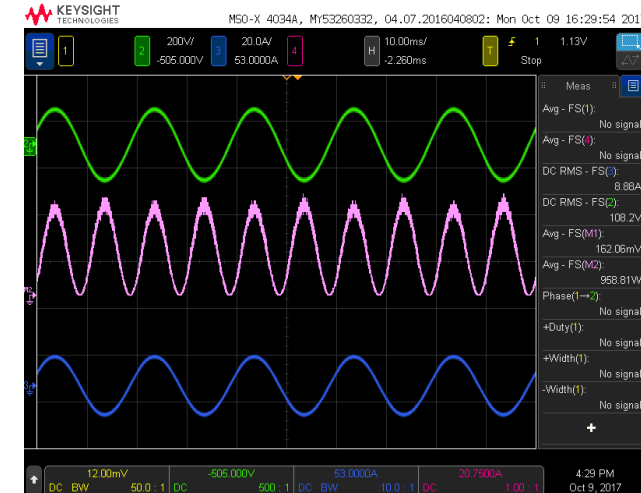 KEYSIGHT
TECHNOLOGIES
MSO-X 4034A, MY53260332, 04.07.2016040802: Mon Oct 09 16:29:54 201
1 2 200V/ 3 20.0A/ 4 H 10.00ms/ T 1 1.13V
-505.000V 53.0000A -2.260ms Stop
Meas
Avg - FS(1):
No signal
Avg - FS(4):
No signal
DC RMS - FS(3):
8.88A
DC RMS - FS(2):
108.2V
Avg - FS(M1):
162.06mV
Avg - FS(M2):
958.81W
Phase(1→2):
No signal
+Duty(1):
No signal
+Width(1):
No signal
-Width(1):
No signal
+
12.00mV -505.000V 53.0000A 20.7500A 4:29 PM
DC BW 50.0 : 1 DC 500 : 1 DC BW 10.0 : 1 DC 1.00 : 1 Oct 9, 2017